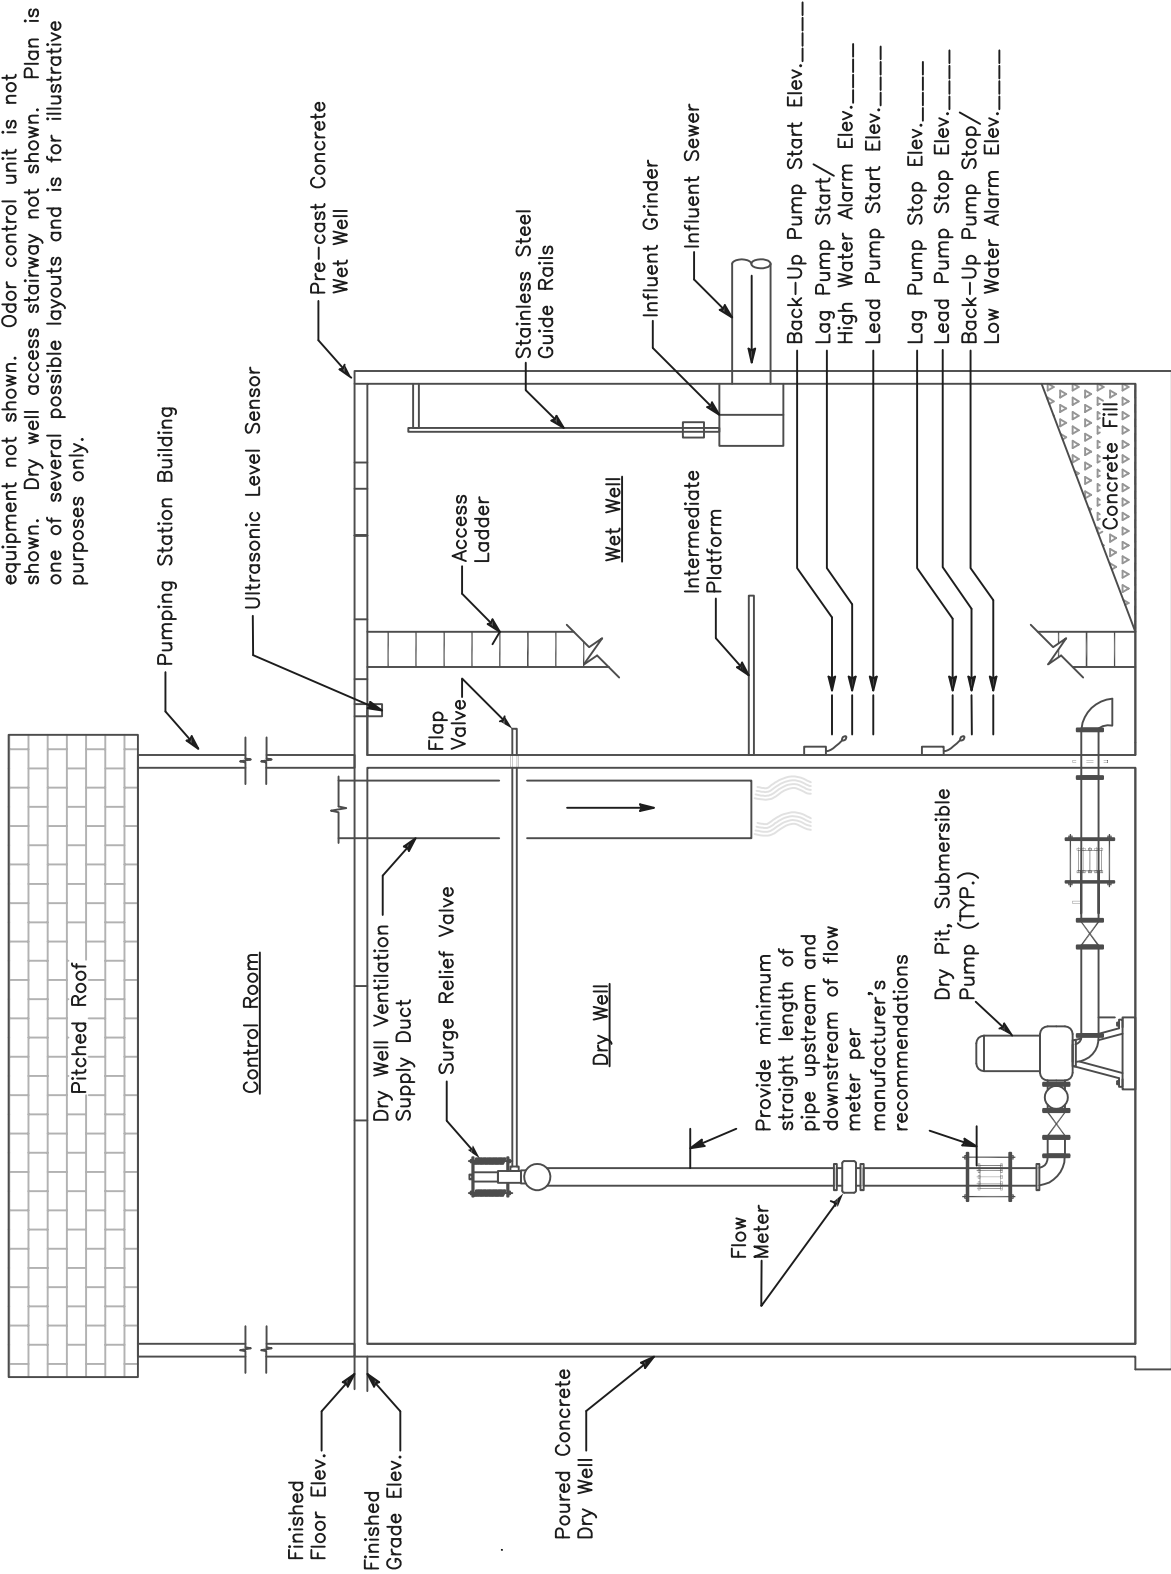 equipment not shown. Odor control unit is not
shown. Dry well access stairway not shown. Plan is
one of several possible layouts and is for illustrative
purposes only.
Pitched Roof
Pumping Station Building
Control Room
Ultrasonic Level Sensor
Pre-cast Concrete
Wet Well
Finished
Floor Elev.
Finished
Grade Elev.
Dry Well Ventilation
Supply Duct
Surge Relief Valve
Flap
Valve
Access
Ladder
Stainless Steel
Guide Rails
Poured Concrete
Dry Well
Dry Well
Wet Well
Influent Grinder
Influent Sewer
Intermediate
Platform
Flow
Meter
Provide minimum
straight length of
pipe upstream and
downstream of flow
meter per
manufacturer's
recommendations
Back-Up Pump Start Elev.______
Lag Pump Start/
High Water Alarm Elev._____
Lead Pump Start Elev._____
Lag Pump Stop Elev._____
Lead Pump Stop Elev._____
Back-Up Pump Stop/
Low Water Alarm Elev._____
Dry Pit, Submersible
Pump (TYP.)
Concrete Fill